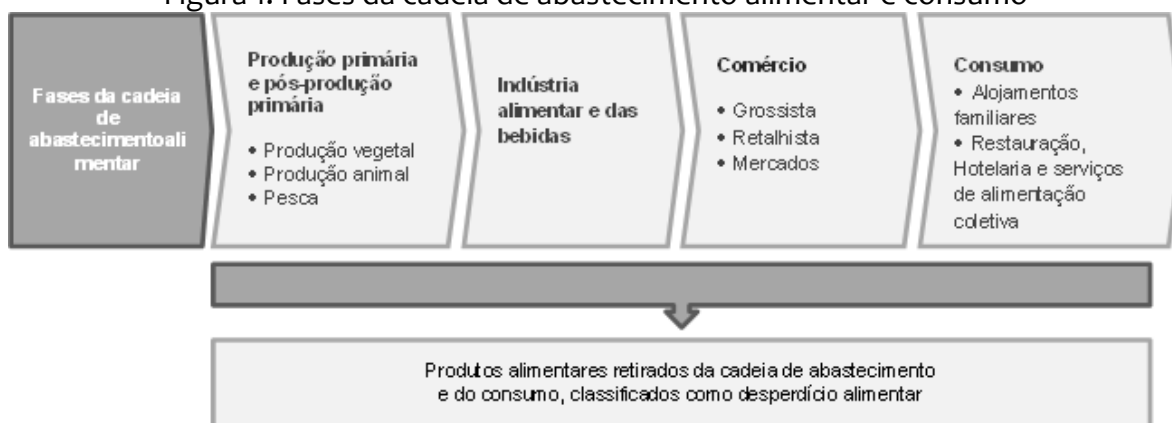 Figura 1. Fases da cadeia de abastecimento alimentar e consumo
Fases da cadeia
de
abastecimentoali
mentar
Produção primária
e pós-produção
primária
• Produção vegetal
• Produção animal
• Pesca
Indústria
alimentar e das
bebidas
Comércio
• Grossista
• Retalhista
• Mercados
Consumo
• Alojamentos
familiares
• Restauração,
Hotelaria e serviços
de alimentação
coletiva
Produtos alimentares retirados da cadeia de abastecimento
e do consumo, classificados como desperdício alimentar